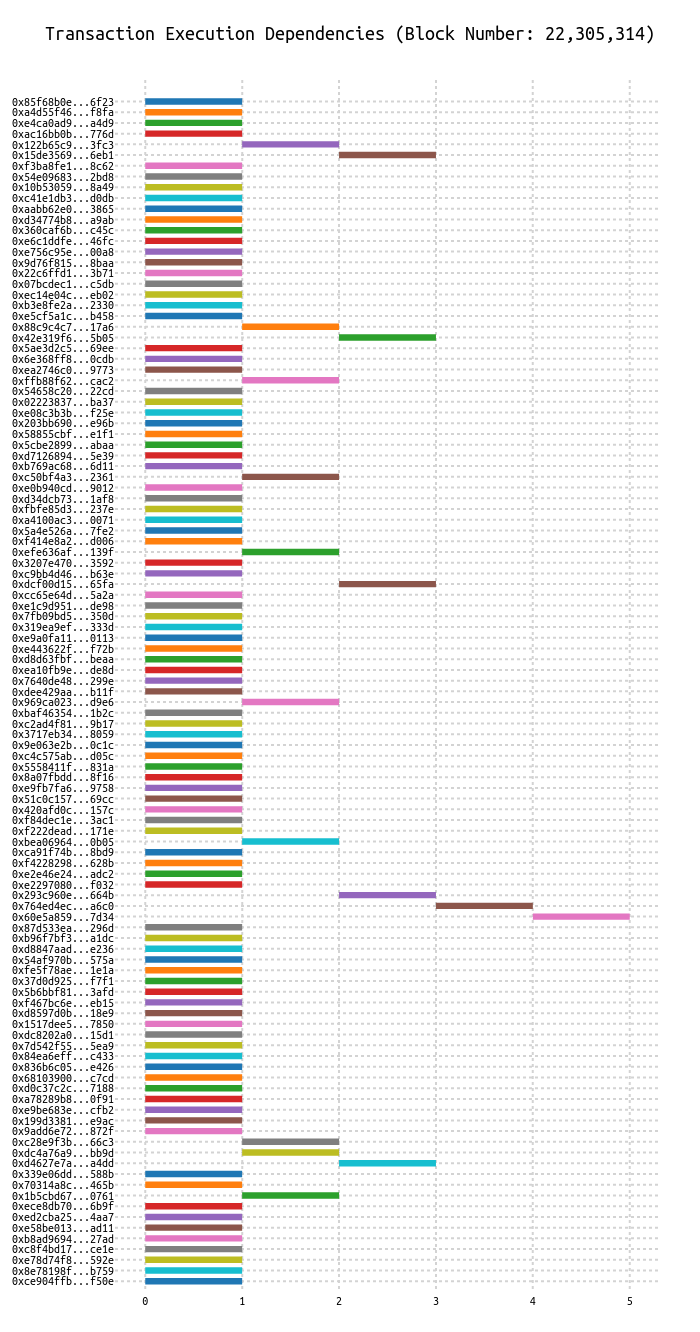 Transaction Execution Dependencies (Block Number: 22,305,314)
0x85f68b0e...6f23
0xa4d55f46...f8fa
0xe4ca0ad9...a4d9
0xac16bb0b...776d
0x122b65c9...3fc3
0x15de3569...6eb1
0xf3ba8fe1...8c62
0x54e09683...2bd8
0x10b53059...8a49
0xc41e1db3...d0db
0xaabb62e0...3865
0xd34774b8...a9ab
0x360caf6b...c45c
0xe6c1ddfe...46fc
0xe756c95e...00a8
0x9d76f815...8baa
0x22c6ffd1...3b71
0x07bcdec1...c5db
0xec14e04c...eb02
0xb3e8fe2a...2330
0xe5cf5a1c...b458
0x88c9c4c7...17a6
0x42e319f6...5b05
0x5ae3d2c5...69ee
0x6e368ff8...0cdb
0xea2746c0...9773
0xffb88f62...cac2
0x54658c20...22cd
0x02223837...ba37
0xe08c3b3b...f25e
0x203bb690...e96b
0x58855cbf...e1f1
0x5cbe2899...abaa
0xd7126894...5e39
0xb769ac68...6d11
0xc50bf4a3...2361
0xe0b940cd...9012
0xd34dcb73...1af8
0xfbfe85d3...237e
0xa4100ac3...0071
0x5a4e526a...7fe2
0xf414e8a2...d006
0xefe636af...139f
0x3207e470...3592
0xc9bb4d46...b63e
0xdcf00d15...65fa
0xcc65e64d...5a2a
0xe1c9d951...de98
0x7fb09bd5...350d
0x319ea9ef...333d
0xe9a0fa11...0113
0xe443622f...f72b
0xd8d63fbf...beaa
0xea10fb9e...de8d
0x7640de48...299e
0xdee429aa...b11f
0x969ca023...d9e6
0xbaf46354...1b2c
0xc2ad4f81...9b17
0x3717eb34...8059
0x9e063e2b...0c1c
0xc4c575ab...d05c
0x5558411f...831a
0x8a07fbdd...8f16
0xe9fb7fa6...9758
0x51c0c157...69cc
0x420afd0c...157c
0xf84dec1e...3ac1
0xf222dead...171e
0xbea06964...0b05
0xca91f74b...8bd9
0xf4228298...628b
0xe2e46e24...adc2
0xe2297080...f032
0x293c960e...664b
0x764ed4ec...a6c0
0x60e5a859...7d34
0x87d533ea...296d
0xb96f7bf3...a1dc
0xd8847aad...e236
0x54af970b...575a
0xfe5f78ae...1e1a
0x37d0d925...f7f1
0x5b6bbf81...3afd
0xf467bc6e...eb15
0xd8597d0b...18e9
0x1517dee5...7850
0xdc8202a0...15d1
0x7d542f55...5ea9
0x84ea6eff...c433
0x836b6c05...e426
0x68103900...c7cd
0xd0c37c2c...7188
0xa78289b8...0f91
0xe9be683e...cfb2
0x199d3381...e9ac
0x9add6e72...872f
0xc28e9f3b...66c3
0xdc4a76a9...bb9d
0xd4627e7a...a4dd
0x339e06dd...588b
0x70314a8c...465b
0x1b5cbd67...0761
0xece8db70...6b9f
0xed2cba25...4aa7
0xe58be013...ad11
0xb8ad9694...27ad
0xc8f4bd17...ce1e
0xe78d74f8...592e
0x8e78198f...b759
0xce904ffb...f50e
0 1 2 3 4 5